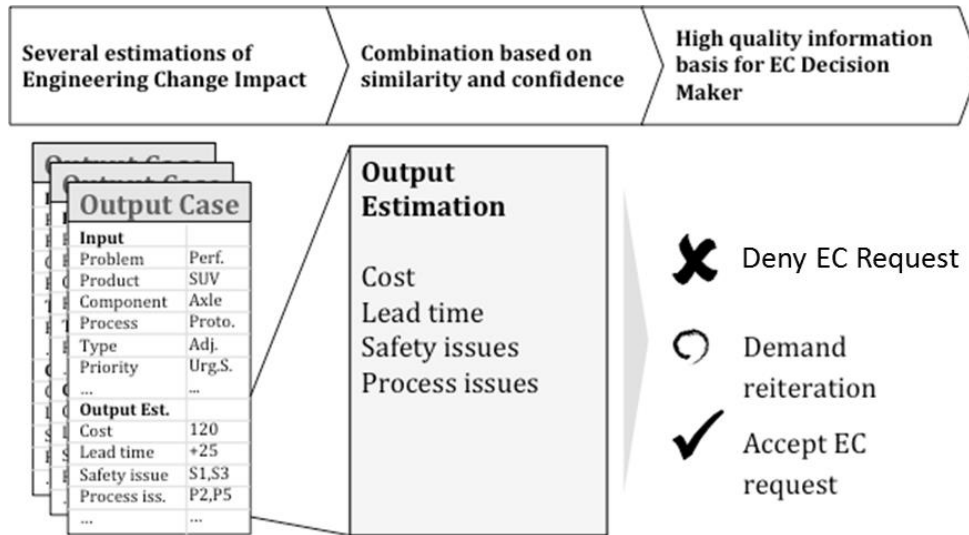 Several estimations of
Engineering Change Impact
Combination based on
similarity and confidence
High quality information
basis for EC Decision
Maker
Output Case
Input
Problem Perf.
Product SUV
Component Axle
Process Proto.
Type Adj.
Priority Urg.S.
... ...
Output Est.
Cost 120
Lead time +25
Safety issue S1,S3
Process iss. P2,P5
... ...
Output
Estimation
Cost
Lead time
Safety issues
Process issues
Deny EC Request
Demand
reiteration
Accept EC
request